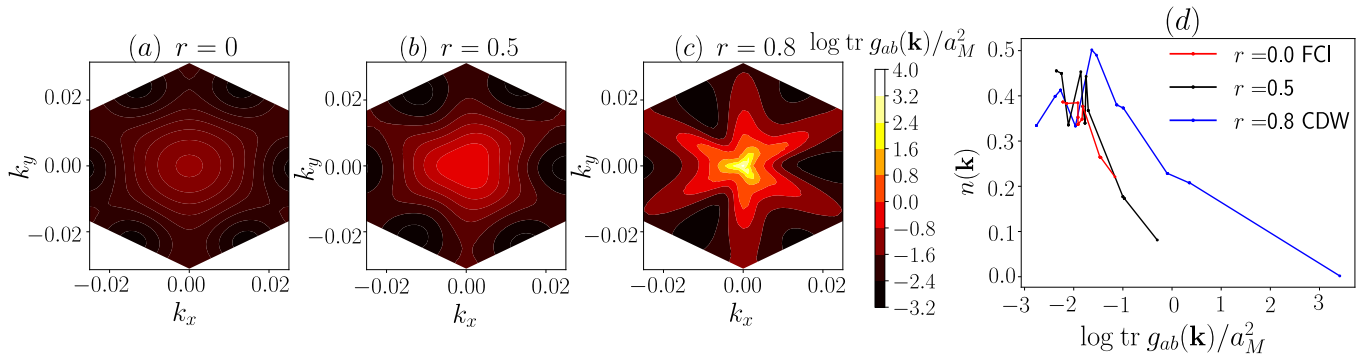 (a) r = 0
(b) r = 0.5
(c) r = 0.8
log tr g_{ab}(𝐤)/a_M^2
(d)
0.02
0.00
−0.02
k_y
−0.02 0.00 0.02
k_x
0.02
0.00
−0.02
k_y
−0.02 0.00 0.02
k_x
0.02
0.00
−0.02
k_y
−0.02 0.00 0.02
k_x
4.0
3.2
2.4
1.6
0.8
0.0
−0.8
−1.6
−2.4
−3.2
0.5
0.4
0.3
0.2
0.1
0.0
n(𝐤)
r =0.0 FCI
r =0.5
r =0.8 CDW
−3 −2 −1 0 1 2 3
log tr g_{ab}(𝐤)/a_M^2